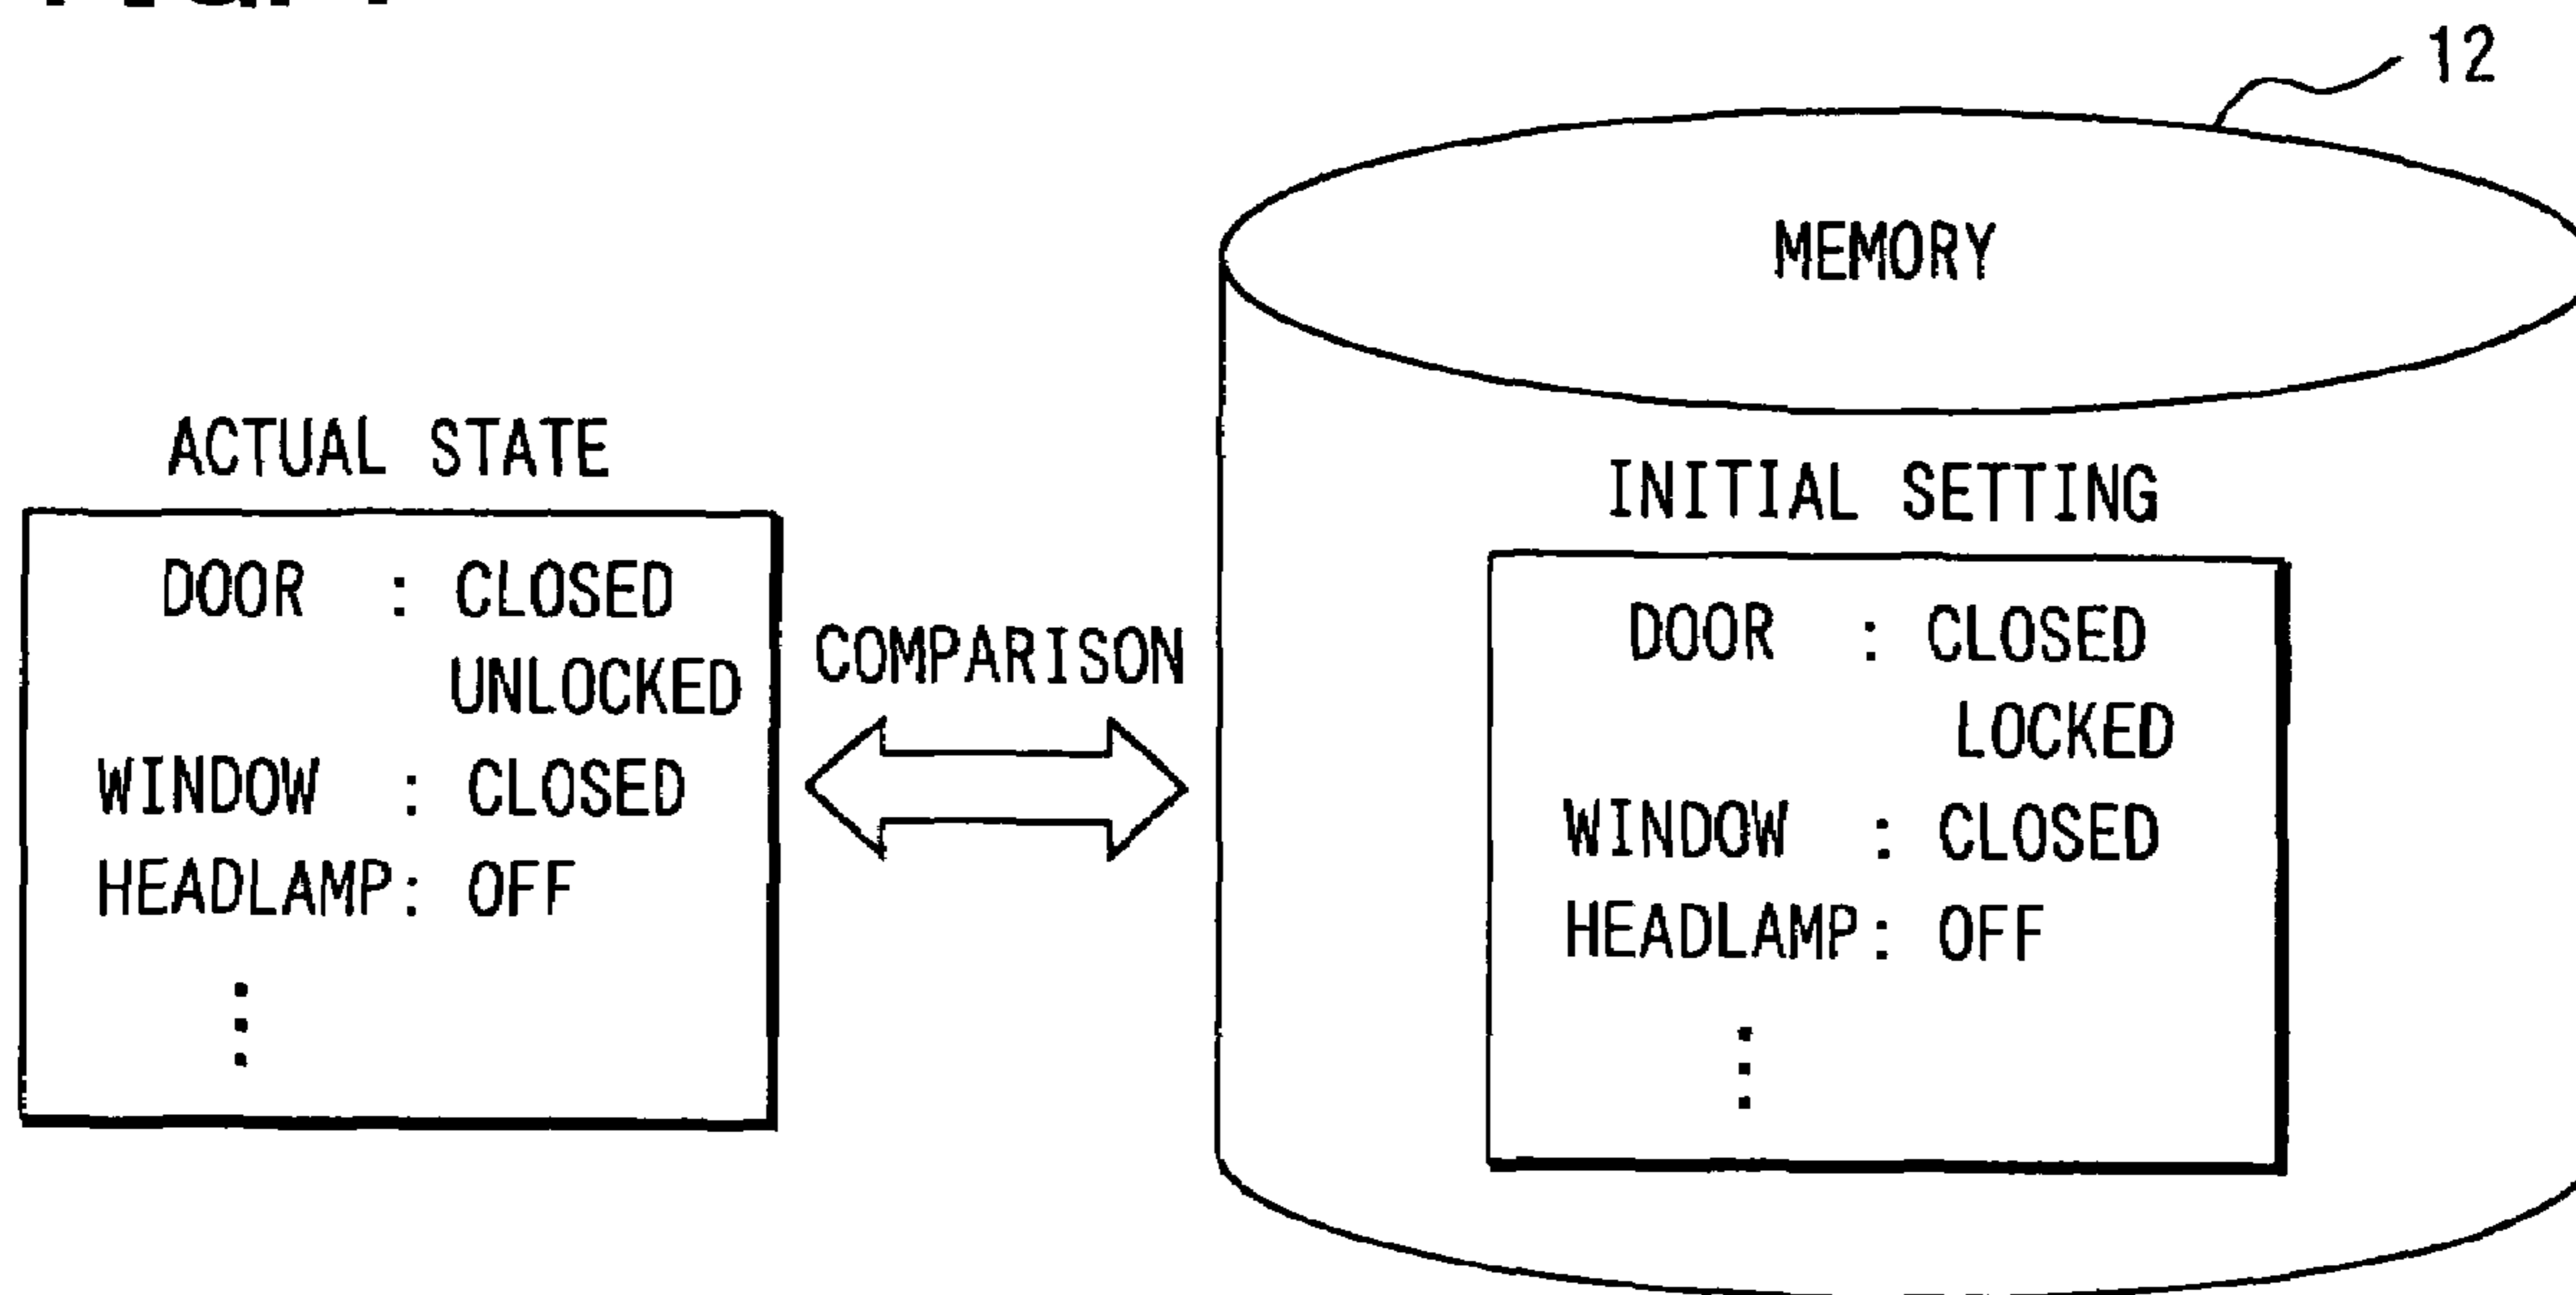 12
MEMORY
ACTUAL STATE
DOOR : CLOSED
UNLOCKED
WINDOW : CLOSED
HEADLAMP: OFF
COMPARISON
INITIAL SETTING
DOOR : CLOSED
LOCKED
WINDOW : CLOSED
HEADLAMP: OFF